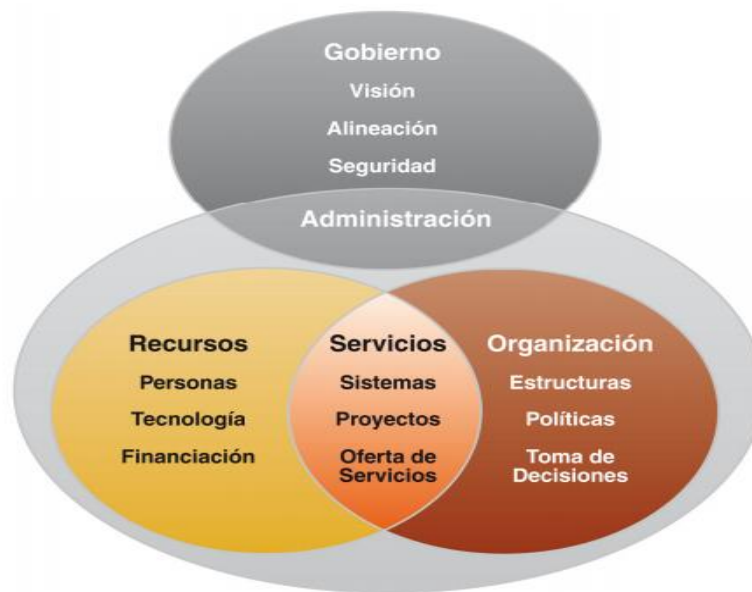 Gobierno
Visión
Alineación
Seguridad
Administración
Recursos
Personas
Tecnología
Financiación
Servicios
Sistemas
Proyectos
Oferta de
Servicios
Organización
Estructuras
Políticas
Toma de
Decisiones